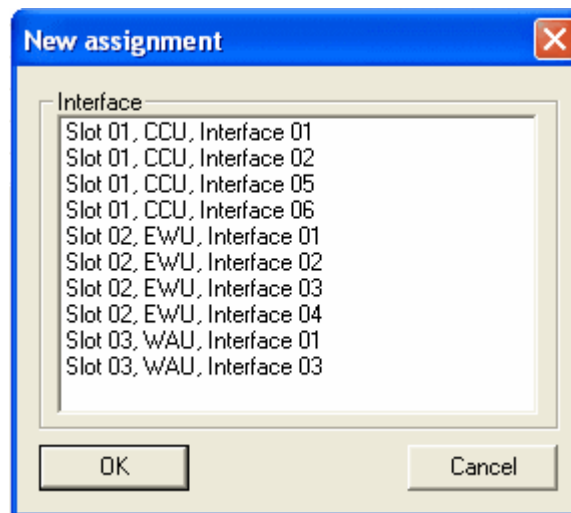 New assignment
Interface
Slot 01, CCU, Interface 01
Slot 01, CCU, Interface 02
Slot 01, CCU, Interface 05
Slot 01, CCU, Interface 06
Slot 02, EWU, Interface 01
Slot 02, EWU, Interface 02
Slot 02, EWU, Interface 03
Slot 02, EWU, Interface 04
Slot 03, WAU, Interface 01
Slot 03, WAU, Interface 03
OK Cancel